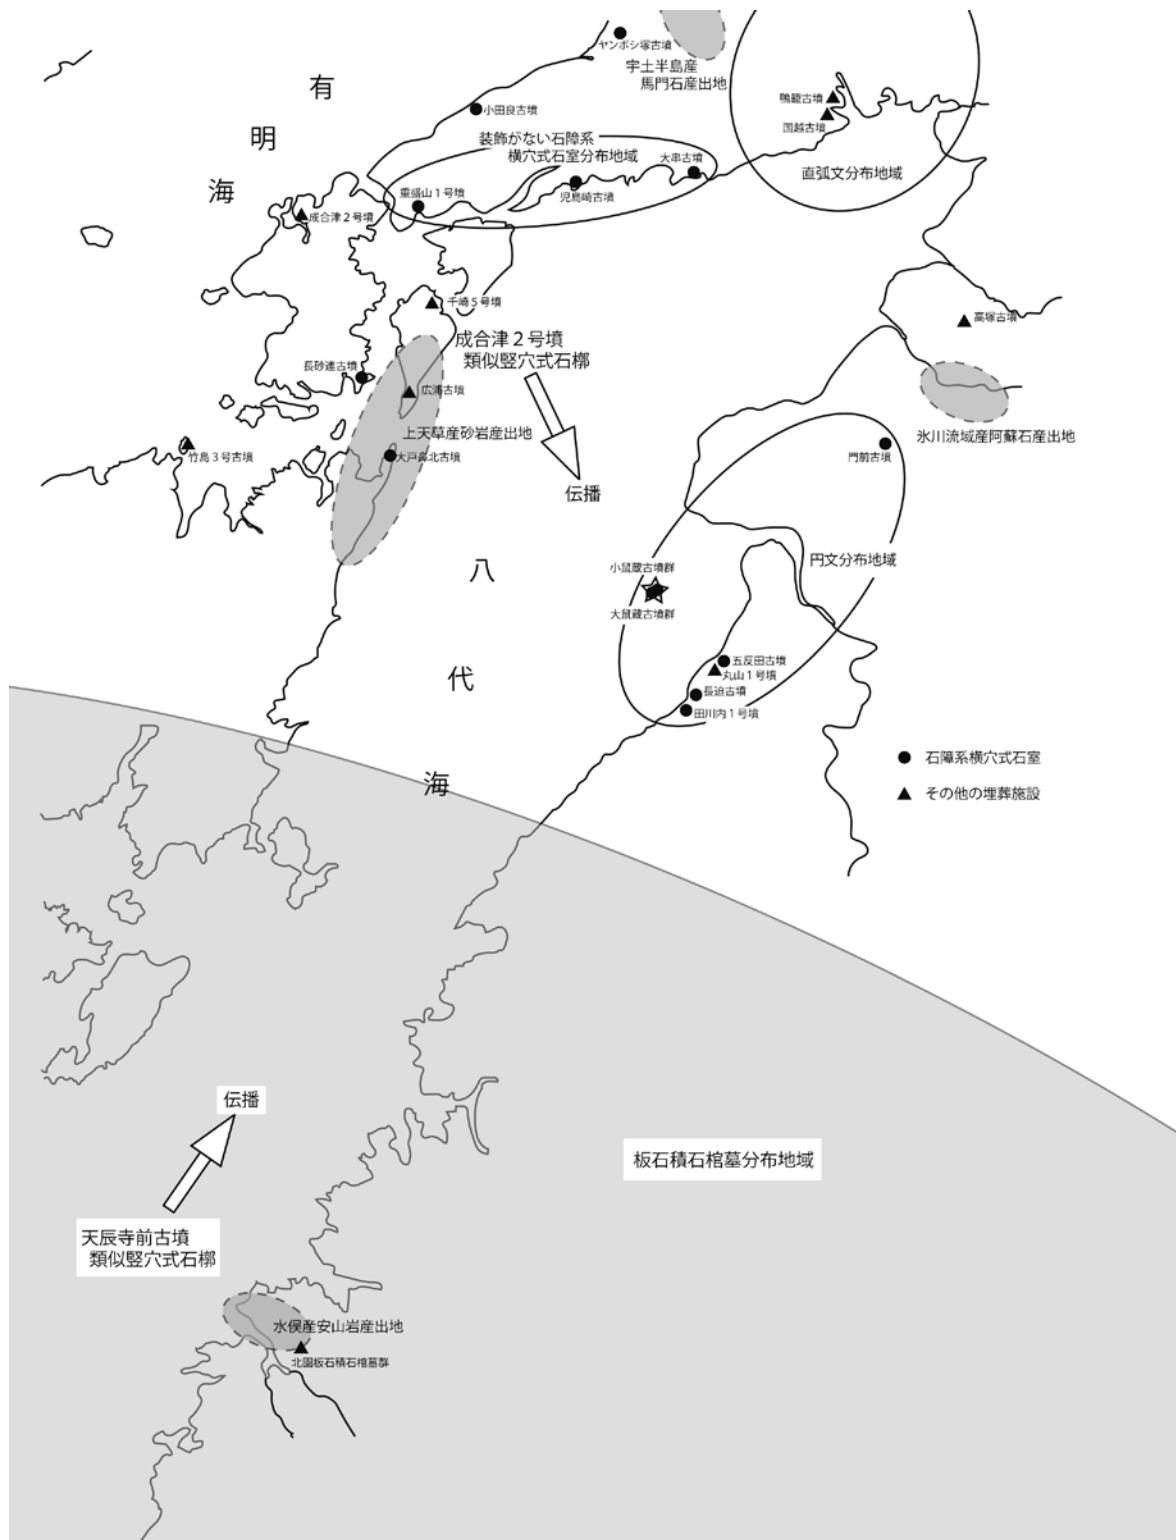 有
明
海
ヤンボシ塚古墳
宇土半島産
馬門石産出地
小田良古墳
鴨籠古墳
国越古墳
装飾がない石障系
横穴式石室分布地域
大串古墳
直弧文分布地域
重盛山１号墳
児島崎古墳
成合津２号墳
千崎５号墳
高塚古墳
成合津２号墳
類似竪穴式石槨
長砂連古墳
広浦古墳
上天草産砂岩産出地
氷川流域産阿蘇石産出地
竹島３号古墳
大戸鼻北古墳
門前古墳
伝播
八
代
海
円文分布地域
小鼠蔵古墳群
大鼠蔵古墳群
五反田古墳
丸山１号墳
長迫古墳
田川内１号墳
石障系横穴式石室
その他の埋葬施設
伝播
板石積石棺墓分布地域
天辰寺前古墳
類似竪穴式石槨
水俣産安山岩産出地
北園板石積石棺墓群